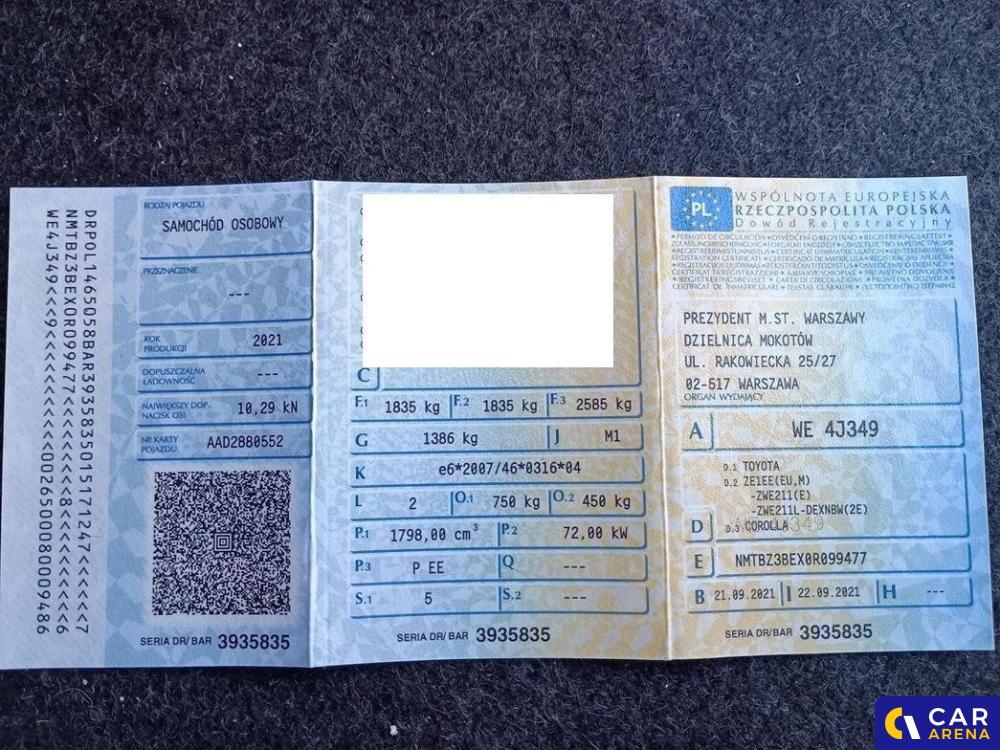 DRPOL1465058BAR393583501517124​7<<<<<<7
NMTBZ3BEX0R099477<<<<<<<
WE4J349<<9<<<<<<<
RODZAJ POJAZDU
SAMOCHÓD OSOBOWY
PRZEZNACZENIE
---
ROK
PRODUKCJI
2021
DOPUSZCZALNA
ŁADOWNOŚĆ
---
NAJWIĘKSZY DOP.
NACISK OSI
10,29 kN
NR KARTY
POJAZDU
AAD2880552
SERIA DR/BAR 3935835
C
F.1 1835 kg F.2 1835 kg F.3 2585 kg
G 1386 kg J M1
K e6*2007/46*0316*04
L 2 O.1 750 kg O.2 450 kg
P.1 1798,00 cm³ P.2 72,00 kW
P.3 P EE Q ---
S.1 5 S.2 ---
SERIA DR/BAR 3935835
PL
WSPÓLNOTA EUROPEJSKA
RZECZPOSPOLITA POLSKA
Dowód Rejestracyjny
PREZYDENT M.ST. WARSZAWY
DZIELNICA MOKOTÓW
UL. RAKOWIECKA 25/27
02-517 WARSZAWA
ORGAN WYDAJĄCY
A WE 4J349
D.1 TOYOTA
D.2 ZE1EE(EU,M)
-ZWE211(E)
-ZWE211L-DEXNBW(2E)
D D.3 COROLLA
E NMTBZ3BEX0R099477
B 21.09.2021 I 22.09.2021 H ---
SERIA DR/BAR 3935835
CAR
ARENA